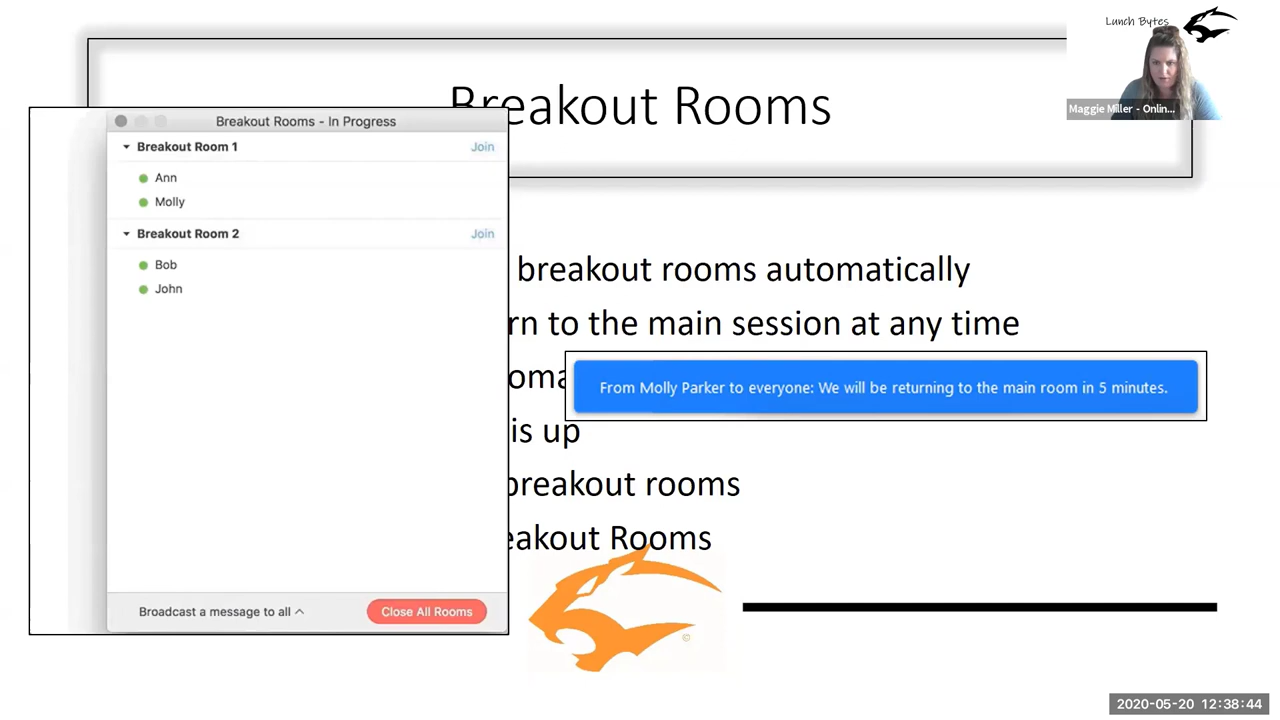 Lunch Bytes
Maggie Miller - Onlin...
Breakout Rooms
Breakout Rooms - In Progress
Breakout Room 1 Join
Ann
Molly
Breakout Room 2 Join
Bob
John
Broadcast a message to all
Close All Rooms
breakout rooms automatically
rn to the main session at any time
oma
From Molly Parker to everyone: We will be returning to the main room in 5 minutes.
is up
breakout rooms
eakout Rooms
©
2020-05-20 12:38:44